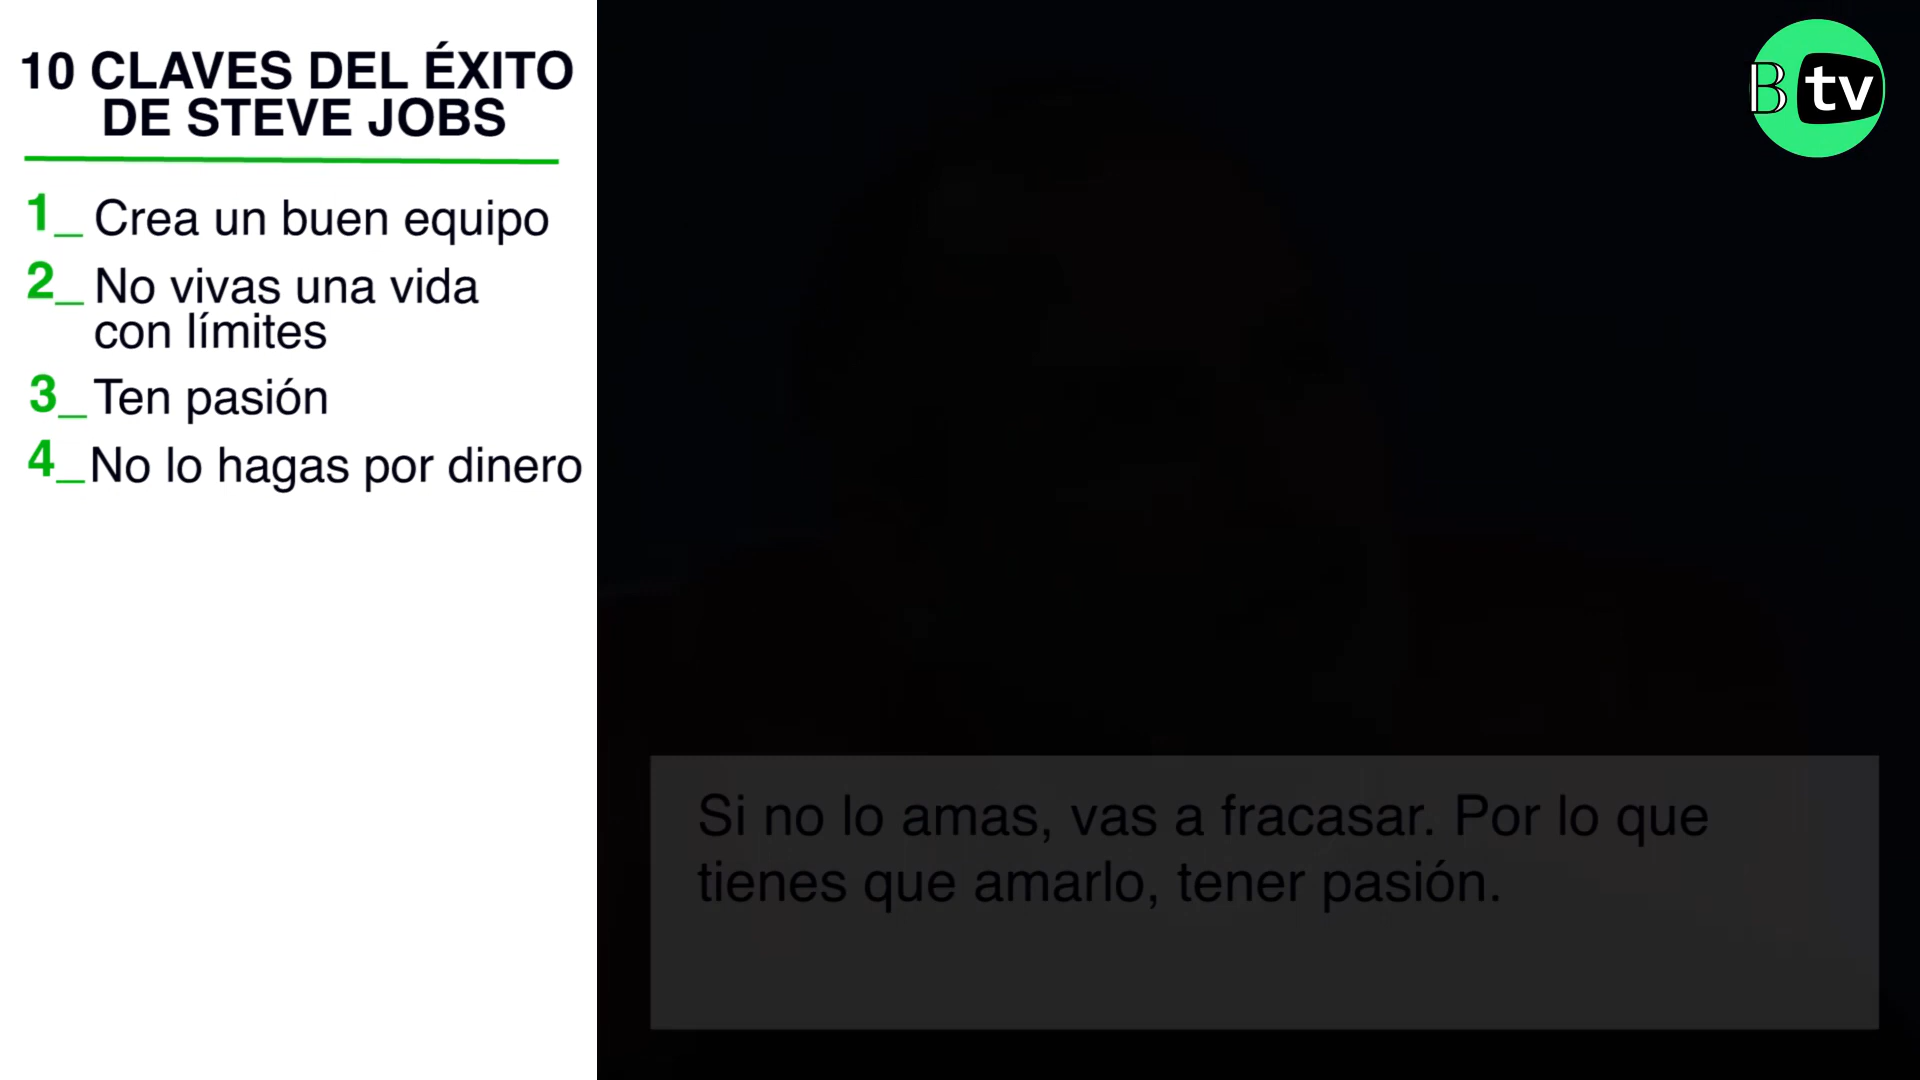 10 CLAVES DEL ÉXITO
DE STEVE JOBS
1_ Crea un buen equipo
2_ No vivas una vida
con límites
3_ Ten pasión
4_ No lo hagas por dinero
B tv
Si no lo amas, vas a fracasar. Por lo que
tienes que amarlo, tener pasión.